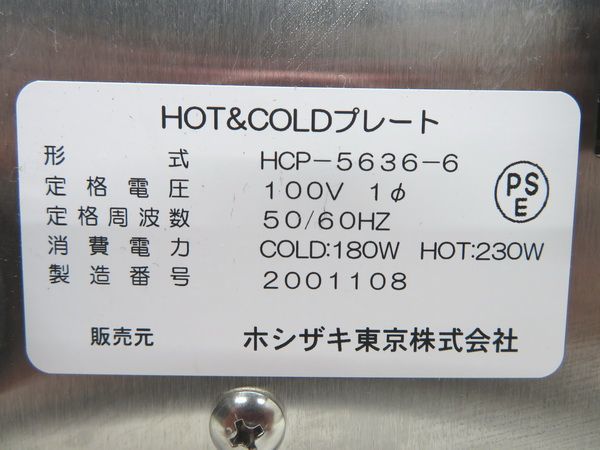 HOT&COLDプレート
形式 HCP-5636-6
定格電圧 100V 1φ
定格周波数 50/60HZ
消費電力 COLD:180W HOT:230W
製造番号 2001108
PS
E
販売元 ホシザキ東京株式会社